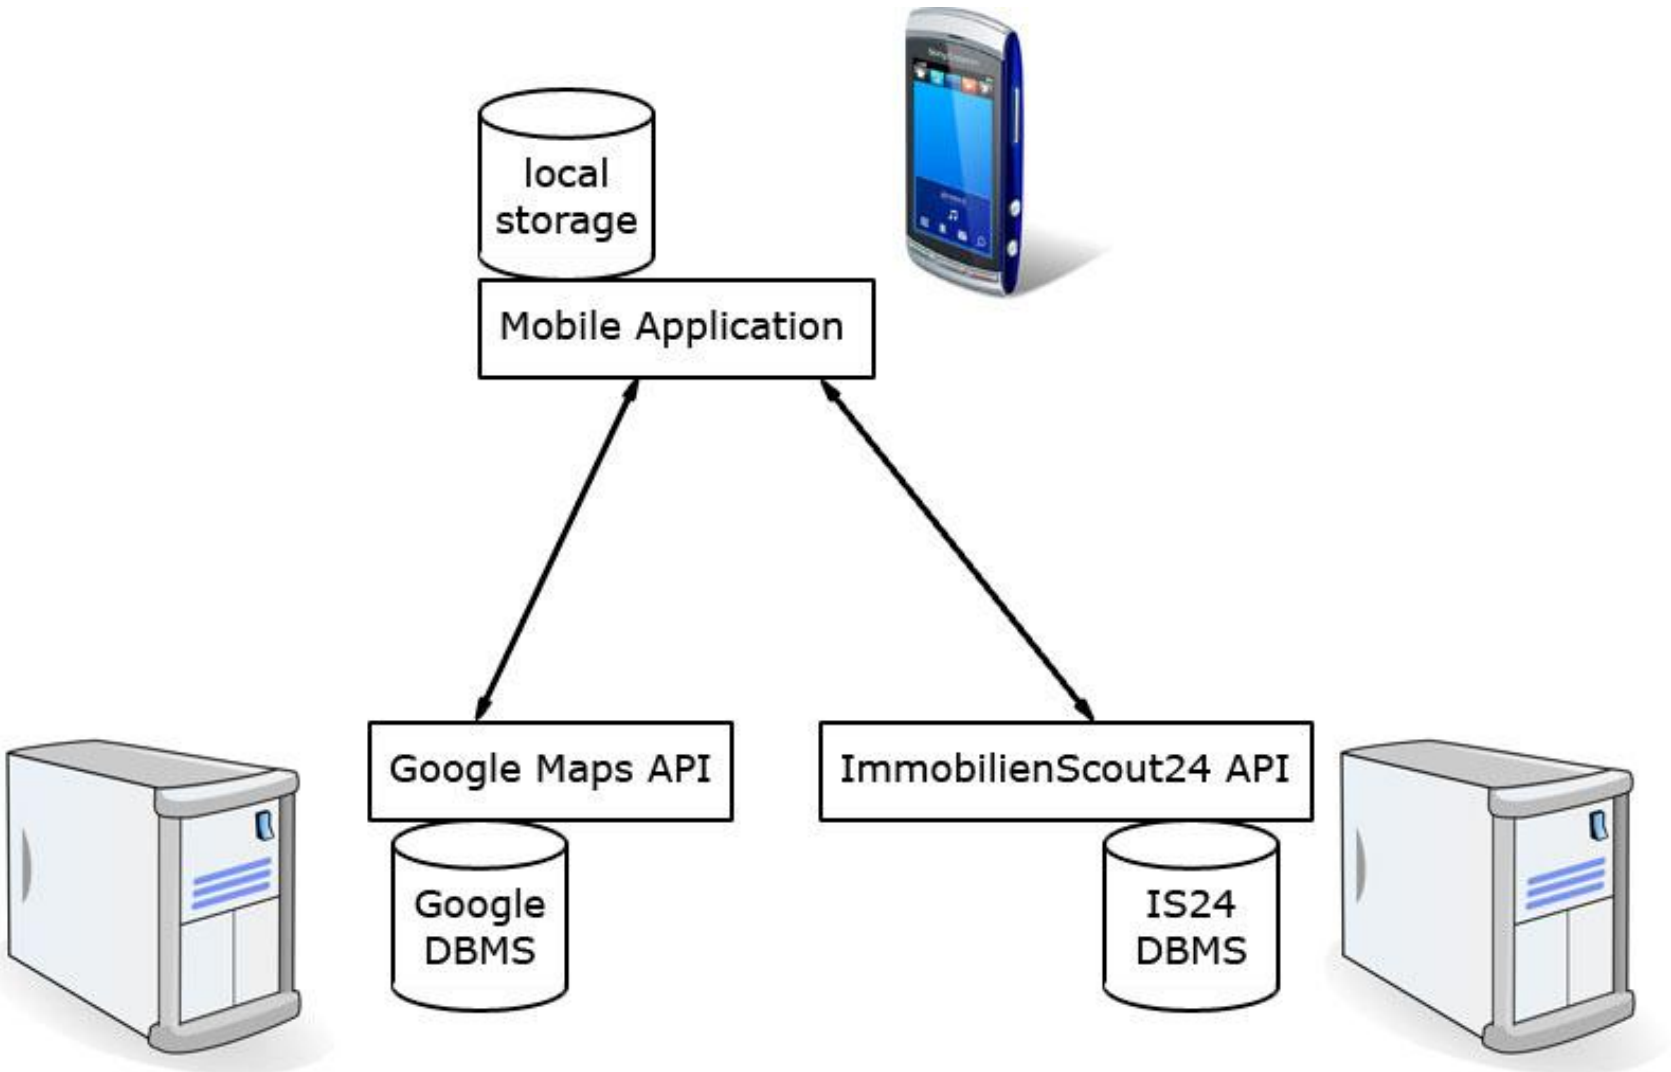 local
storage
Mobile Application
Google Maps API
ImmobilienScout24 API
Google
DBMS
IS24
DBMS